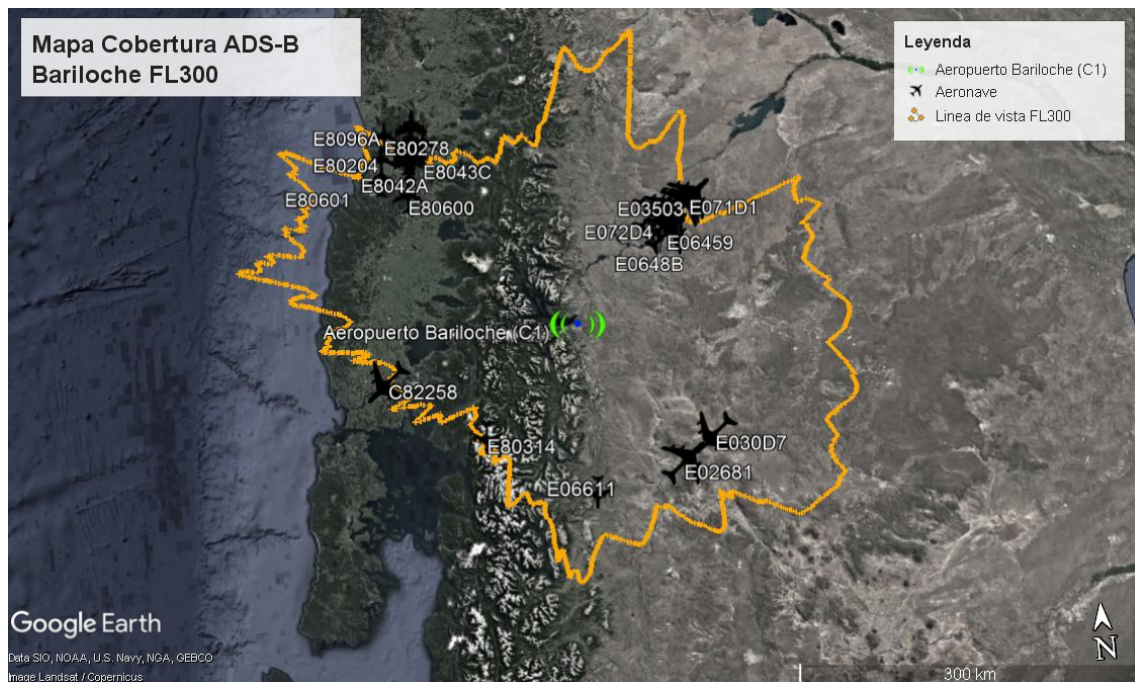 Mapa Cobertura ADS-B
Bariloche FL300
Leyenda
Aeropuerto Bariloche (C1)
Aeronave
Linea de vista FL300
E8096A
E80278
E80204
E8043C
E8042A
E80601
E80600
E03503
E071D1
E072D4
E06459
E0648B
Aeropuerto Bariloche (C1)
C82258
E80314
E030D7
E02681
E06611
Google Earth
Data SIO, NOAA, U.S. Navy, NGA, GEBCO
Image Landsat / Copernicus
N
300 km